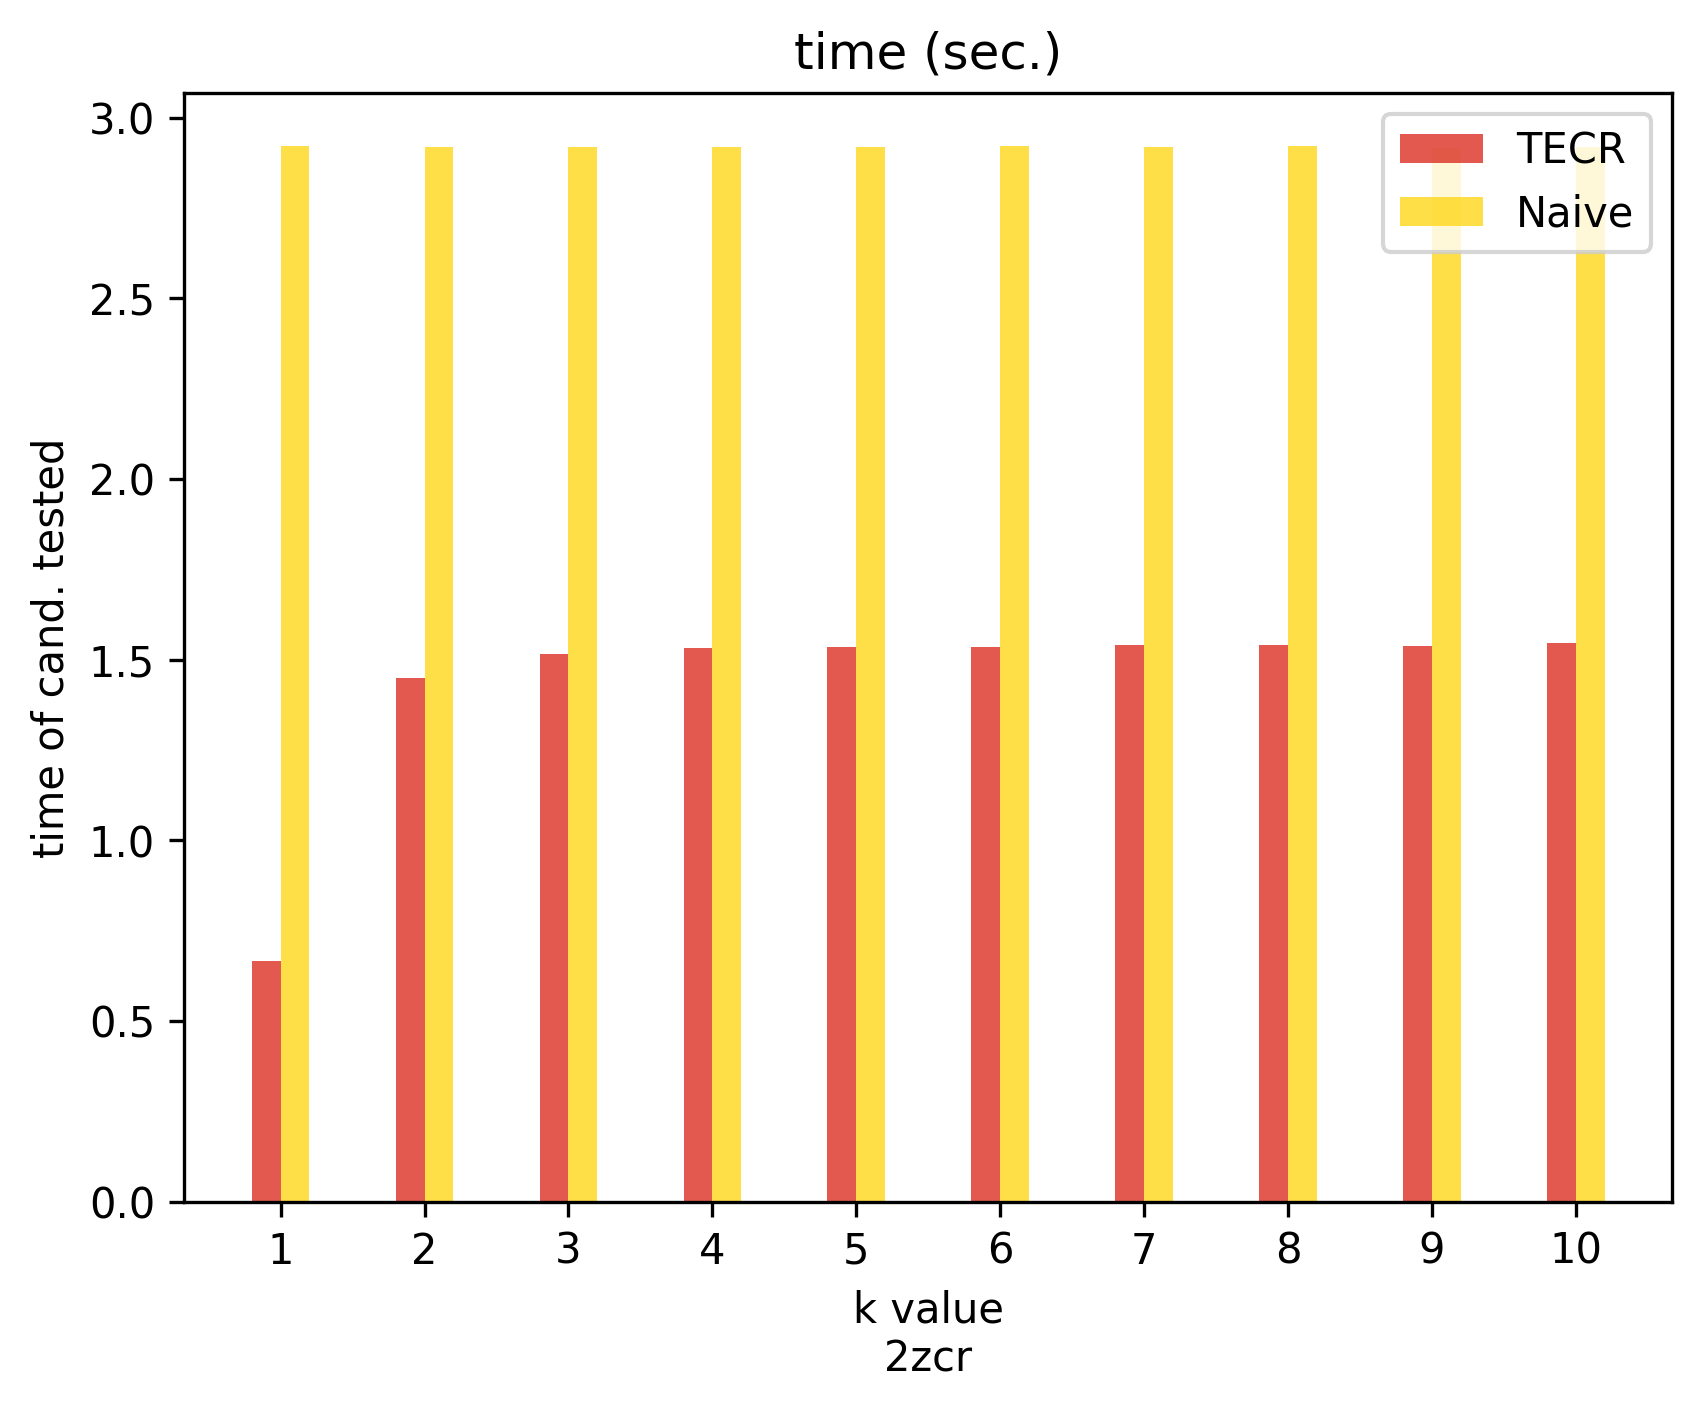 time (sec.)
TECR
Naive
3.0
2.5
2.0
1.5
1.0
0.5
0.0
time of cand. tested
1 2 3 4 5 6 7 8 9 10
k value
2zcr